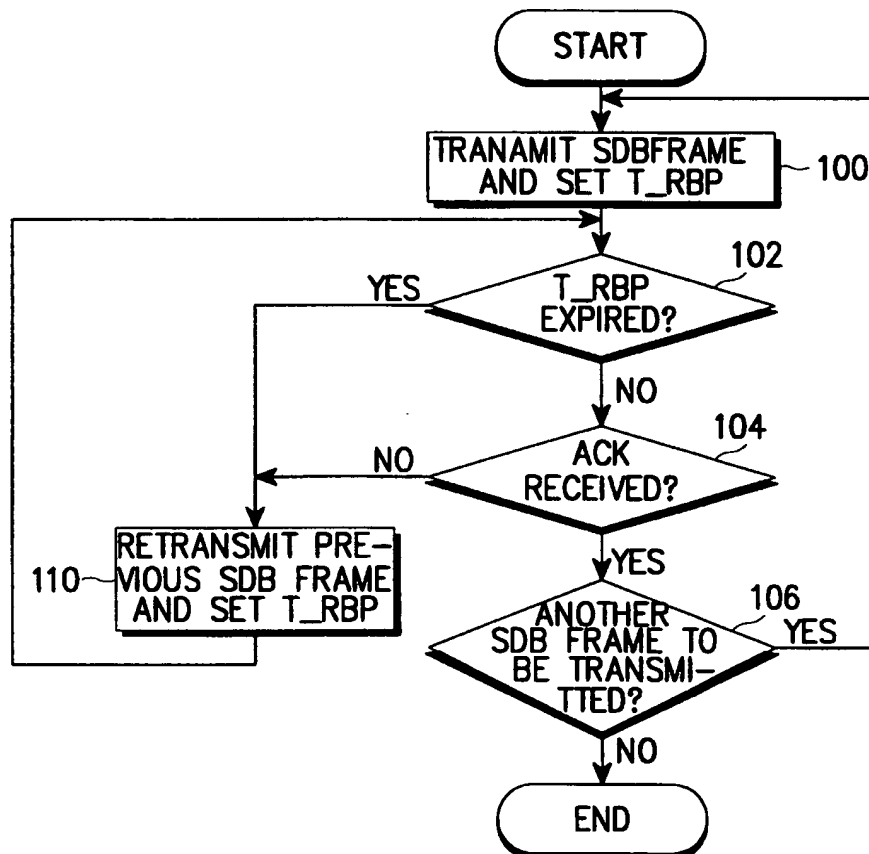 START
TRANAMIT SDBFRAME
AND SET T_RBP
100
102
YES
T_RBP
EXPIRED?
NO
104
NO
ACK
RECEIVED?
RETRANSMIT PRE-
VIOUS SDB FRAME
AND SET T_RBP
110
YES
106
ANOTHER
SDB FRAME TO
BE TRANSMI-
TTED?
YES
NO
END